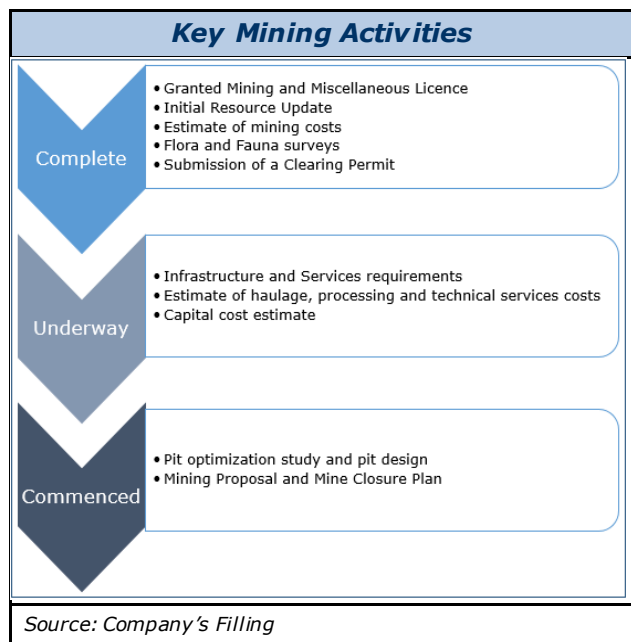 Key Mining Activities
Complete
• Granted Mining and Miscellaneous Licence
• Initial Resource Update
• Estimate of mining costs
• Flora and Fauna surveys
• Submission of a Clearing Permit
Underway
• Infrastructure and Services requirements
• Estimate of haulage, processing and technical services costs
• Capital cost estimate
Commenced
• Pit optimization study and pit design
• Mining Proposal and Mine Closure Plan
Source: Company's Filling